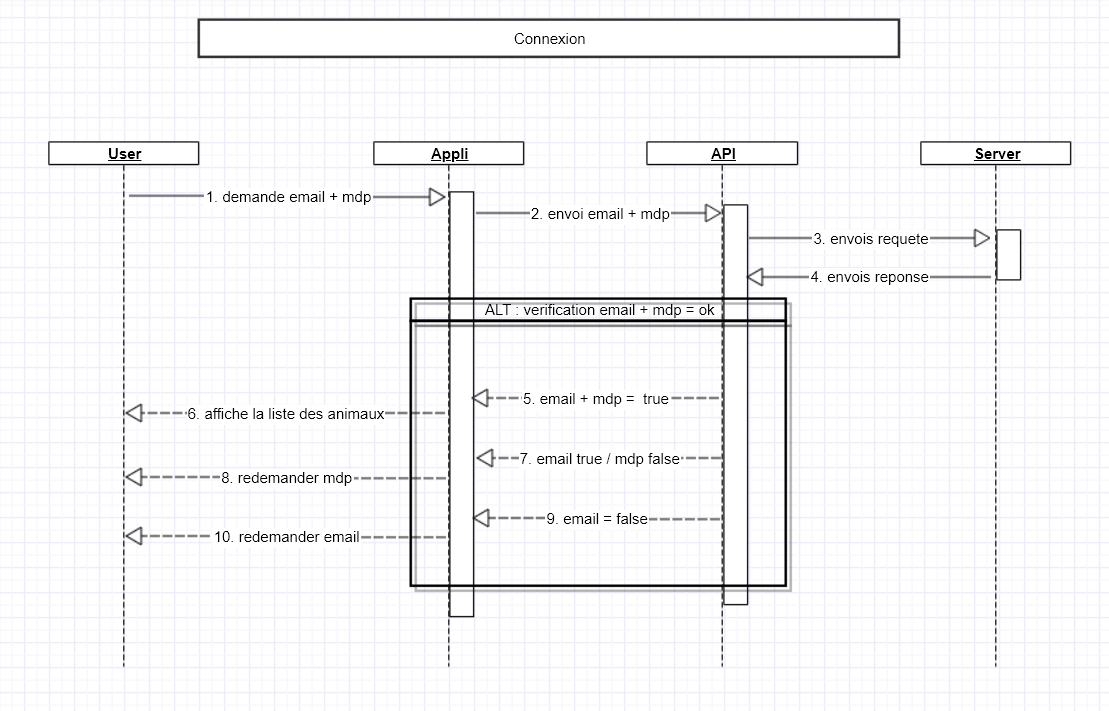 Connexion
User
Appli
API
Server
1. demande email + mdp
2. envoi email + mdp
3. envois requete
4. envois reponse
ALT : verification email + mdp = ok
5. email + mdp = true
6. affiche la liste des animaux
7. email true / mdp false
8. redemander mdp
9. email = false
10. redemander email